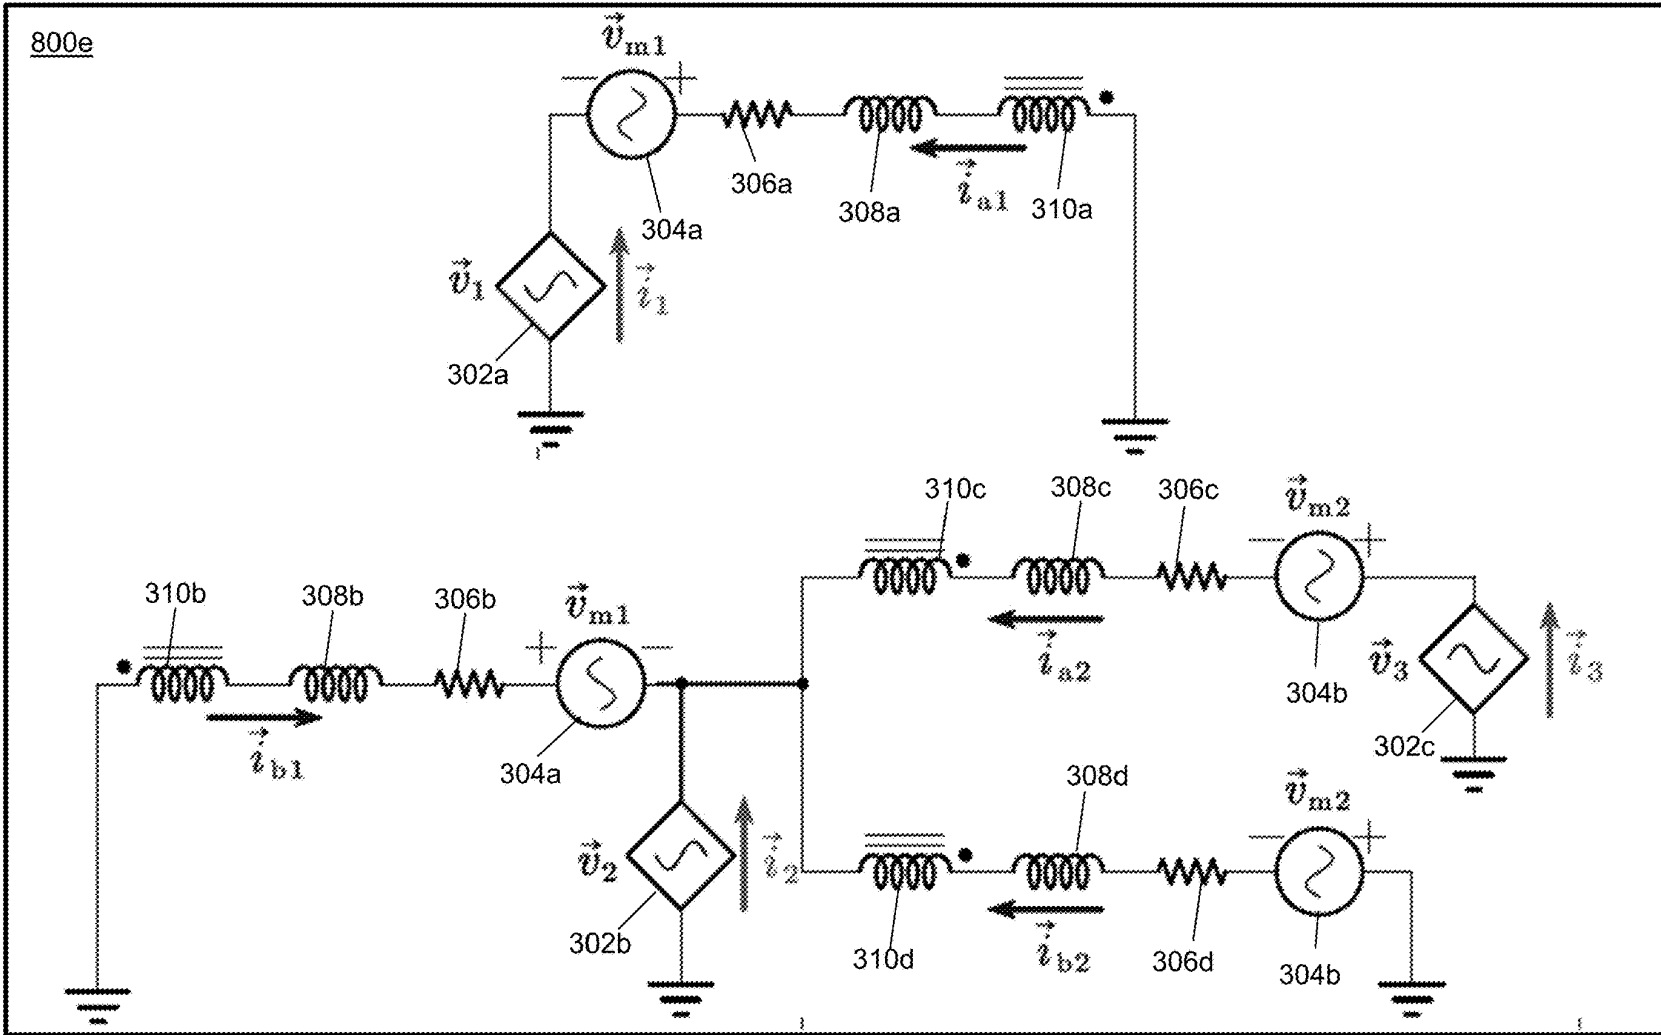 800e
v⃗m1
− +
306a
308a
i⃗a1
310a
304a
v⃗1
i⃗1
302a
310c
308c
306c
v⃗m2
− +
310b
308b
306b
v⃗m1
+ −
i⃗a2
304b
v⃗3
i⃗3
302c
i⃗b1
304a
308d
v⃗m2
− +
v⃗2
i⃗2
302b
310d
i⃗b2
306d
304b